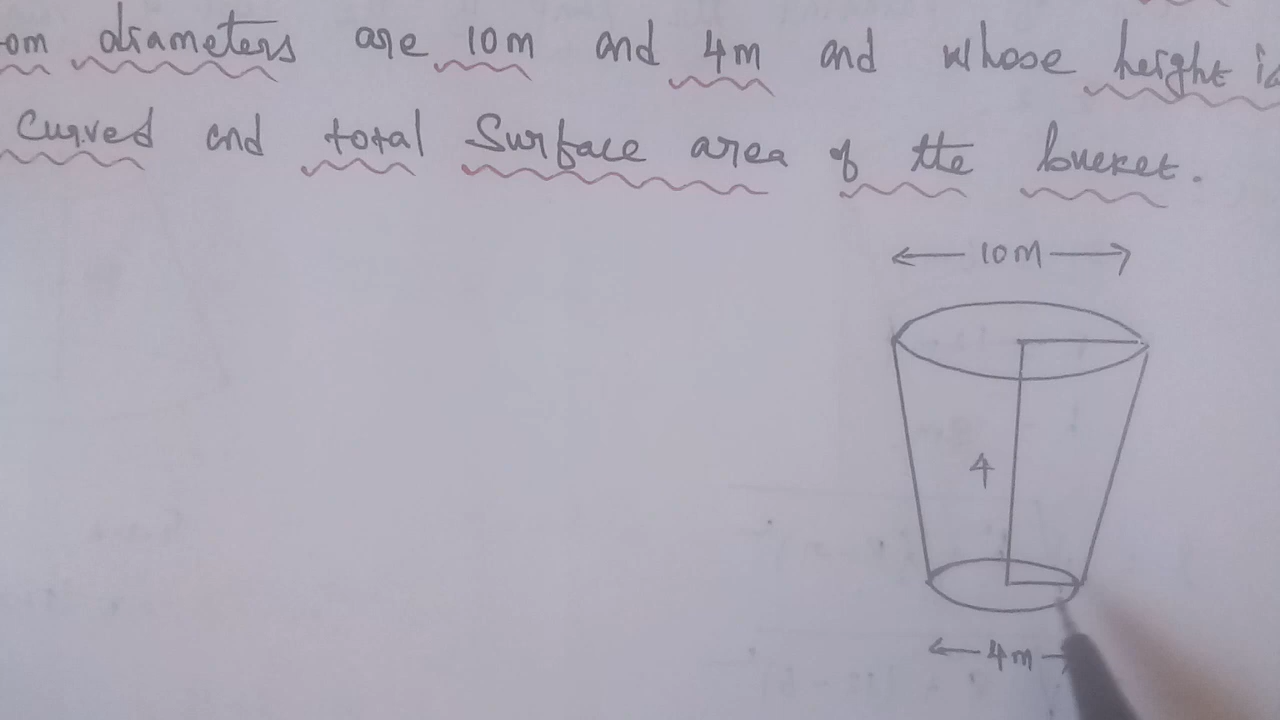 om diameters are 10m and 4m and whose height is
Curved and total Surface area of the bucket.
10m
4
4m